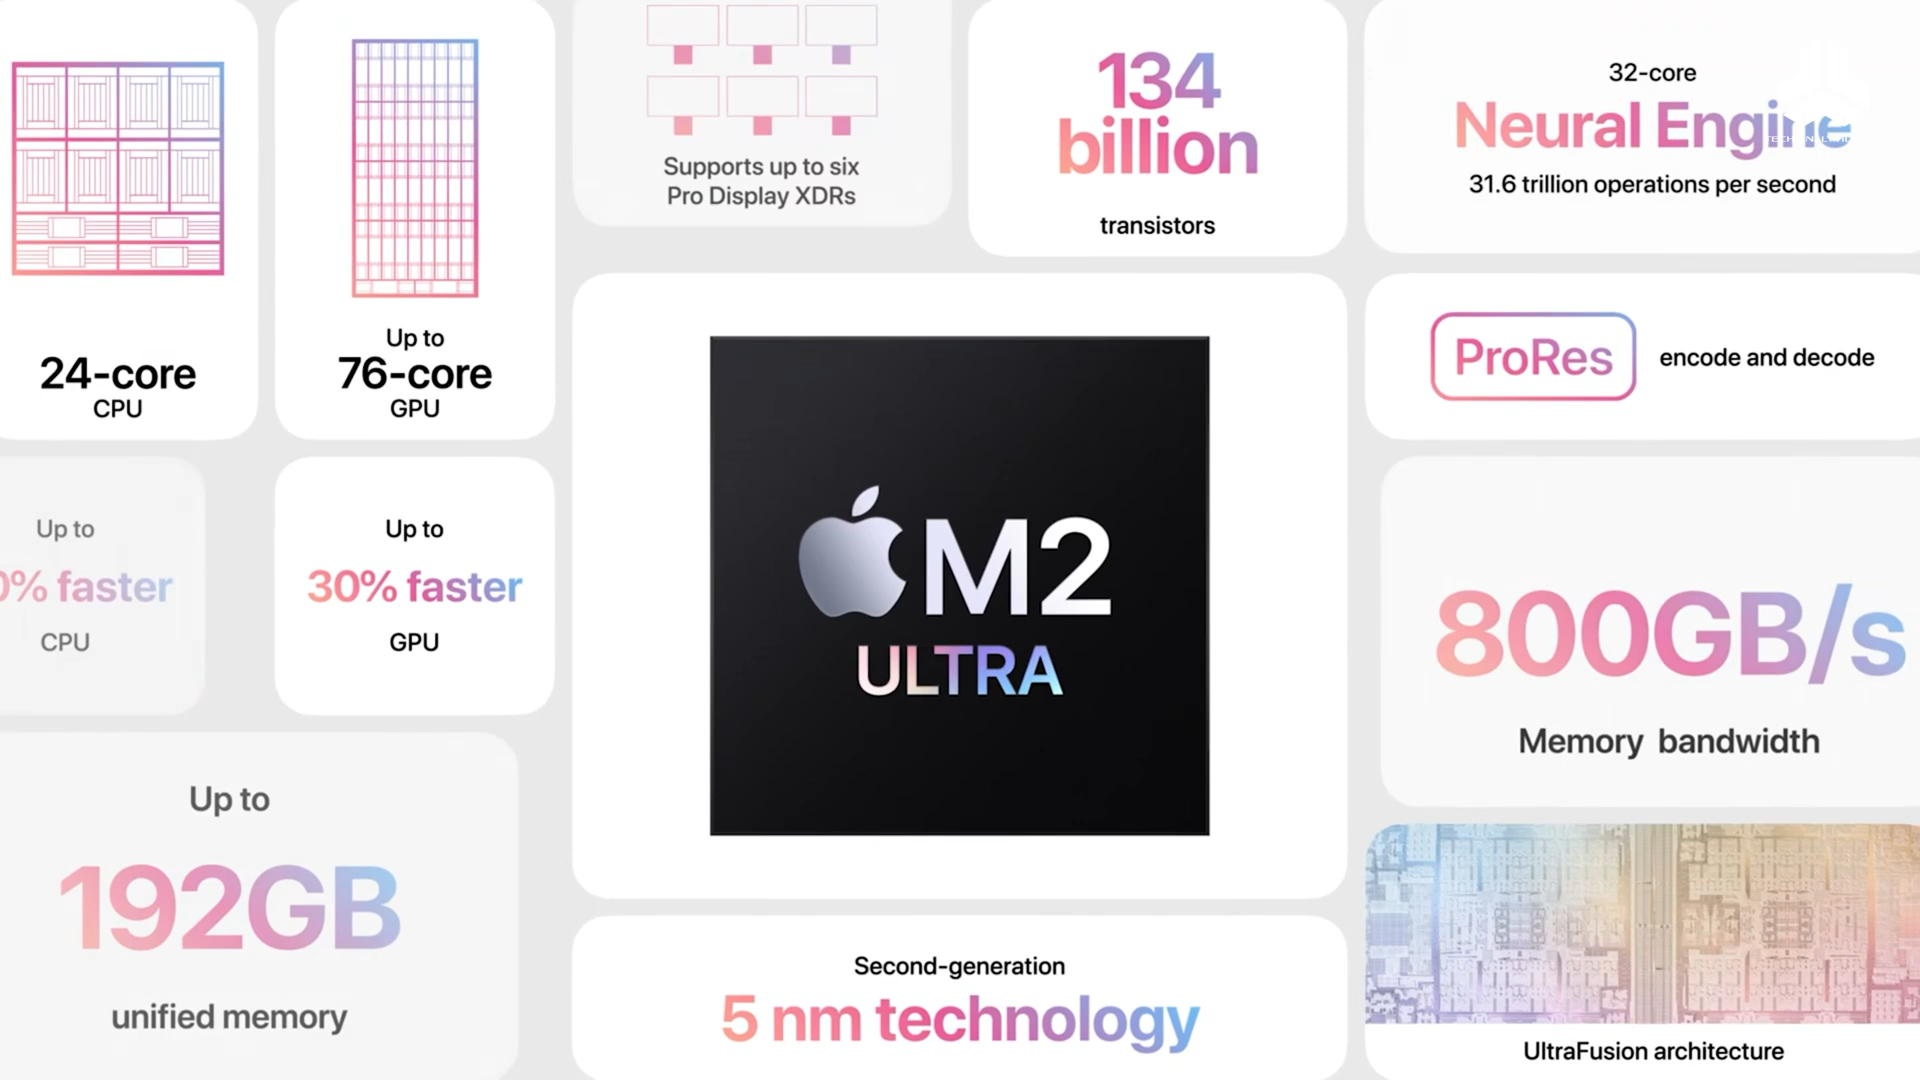 24-core
CPU
Up to
76-core
GPU
Supports up to six
Pro Display XDRs
134
billion
transistors
32-core
Neural Engine
31.6 trillion operations per second
ProRes
encode and decode
Up to
0% faster
CPU
Up to
30% faster
GPU
M2
ULTRA
800GB/s
Memory bandwidth
Up to
192GB
unified memory
Second-generation
5 nm technology
UltraFusion architecture